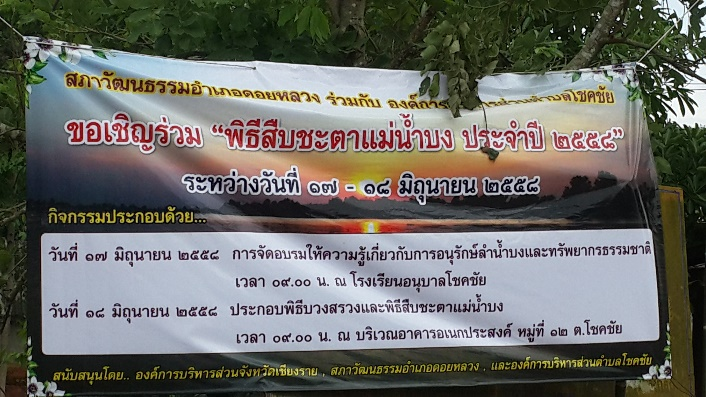 สภาวัฒนธรรมอำเภอดอยหลวง ร่วมกับ องค์การบริหารส่วนตำบลโชคชัย
ขอเชิญร่วม "พิธีสืบชะตาแม่น้ำบง ประจำปี ๒๕๕๘"
ระหว่างวันที่ ๑๗ - ๑๘ มิถุนายน ๒๕๕๘
กิจกรรมประกอบด้วย...
วันที่ ๑๗ มิถุนายน ๒๕๕๘ การจัดอบรมให้ความรู้เกี่ยวกับการอนุรักษ์ลำน้ำบงและทรัพยากรธรรมชาติ
เวลา ๐๙.๐๐ น. ณ โรงเรียนอนุบาลโชคชัย
วันที่ ๑๘ มิถุนายน ๒๕๕๘ ประกอบพิธีบวงสรวงและพิธีสืบชะตาแม่น้ำบง
เวลา ๐๙.๐๐ น. ณ บริเวณอาคารอเนกประสงค์ หมู่ที่ ๑๒ ต.โชคชัย
สนับสนุนโดย.. องค์การบริหารส่วนจังหวัดเชียงราย , สภาวัฒนธรรมอำเภอดอยหลวง , และองค์การบริหารส่วนตำบลโชคชัย